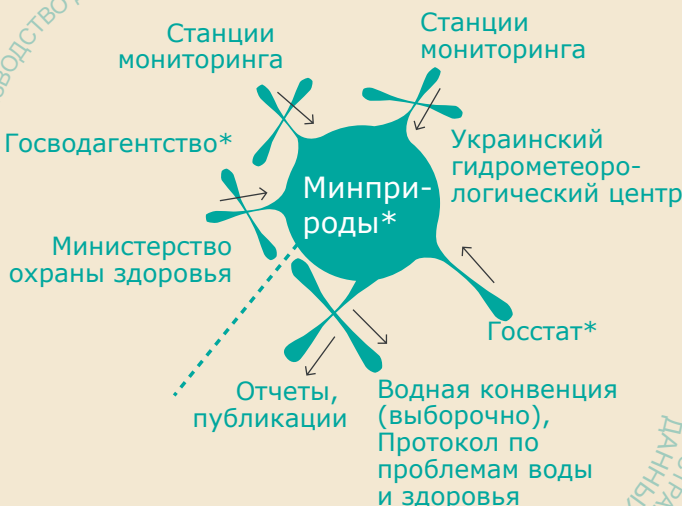 Станции
мониторинга
Станции
мониторинга
Госводагентство*
Украинский
гидрометеоро-
логический центр
Минпри-
роды*
Министерство
охраны здоровья
Госстат*
Отчеты,
публикации
Водная конвенция
(выборочно),
Протокол по
проблемам воды
и здоровья